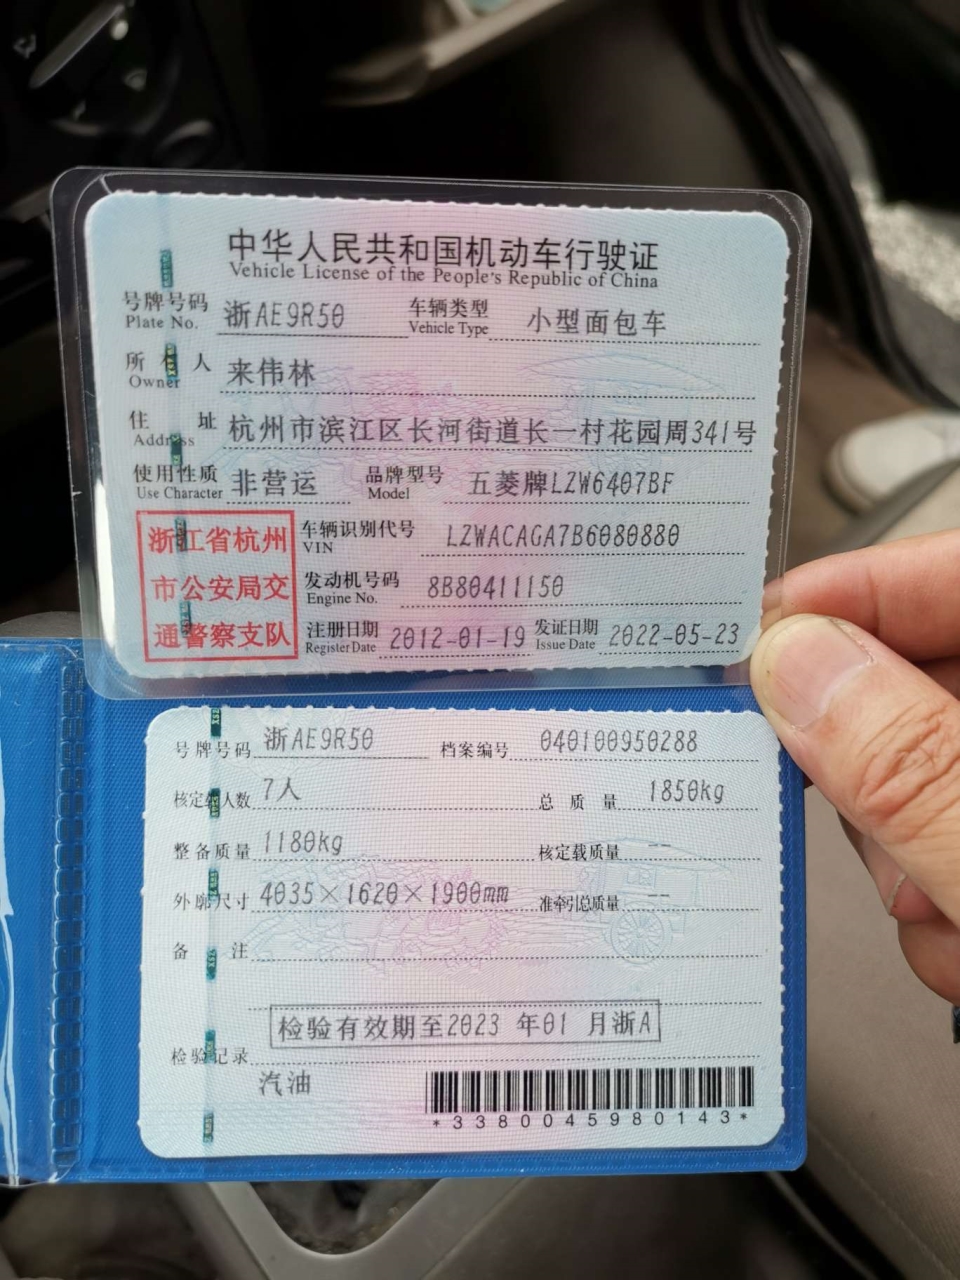 中华人民共和国机动车行驶证
Vehicle License of the People's Republic of China
号牌号码 浙AE9R50 车辆类型 小型面包车
Plate No. Vehicle Type
所有人 来伟林
Owner
住址 杭州市滨江区长河街道长一村花园周341号
Address
使用性质 非营运 品牌型号 五菱牌LZW6407BF
Use Character Model
浙江省杭州
市公安局交
通警察支队
车辆识别代号 LZWACAGA7B6080880
VIN
发动机号码 8B80411150
Engine No.
注册日期 2012-01-19 发证日期 2022-05-23
Register Date Issue Date
号牌号码 浙AE9R50 档案编号 040100950288
核定载人数 7人 总质量 1850kg
整备质量 1180kg 核定载质量 --
外廓尺寸 4035×1620×1900mm 准牵引总质量 --
备注
检验有效期至2023 年01 月浙A
检验记录
汽油
*3380045980143*